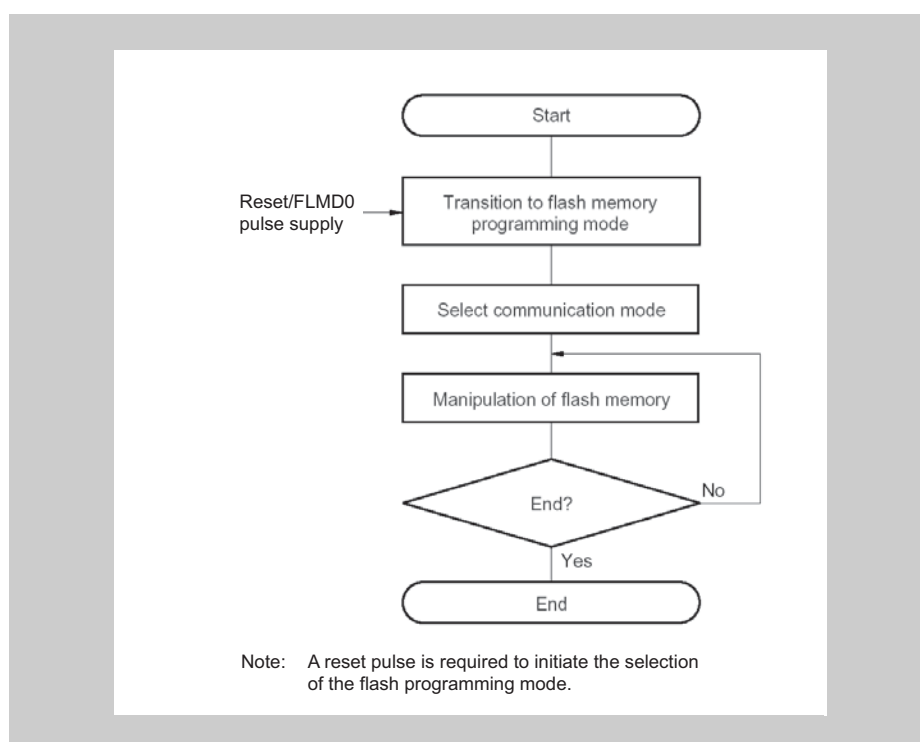 Start
Reset/FLMD0
pulse supply
Transition to flash memory
programming mode
Select communication mode
Manipulation of flash memory
End?
No
Yes
End
Note: A reset pulse is required to initiate the selection
of the flash programming mode.